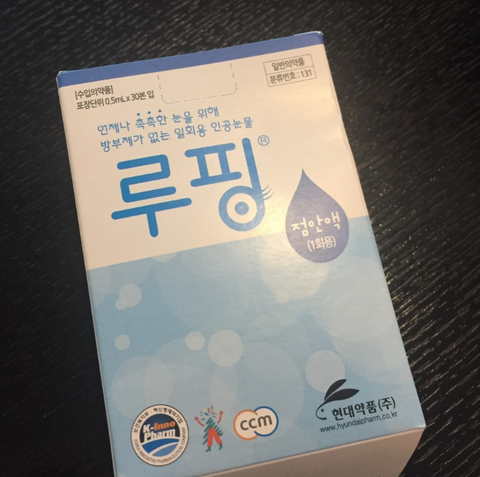 [수입의약품]
포장단위 0.5mL x 30본 입
일반의약품
분류번호 : 131
언제나 촉촉한 눈을 위해
방부제가 없는 일회용 인공눈물
루핑®
점안액
(1회용)
K-Inno
Pharm
ccm
현대약품(주)
www.hyundaipharm.co.kr